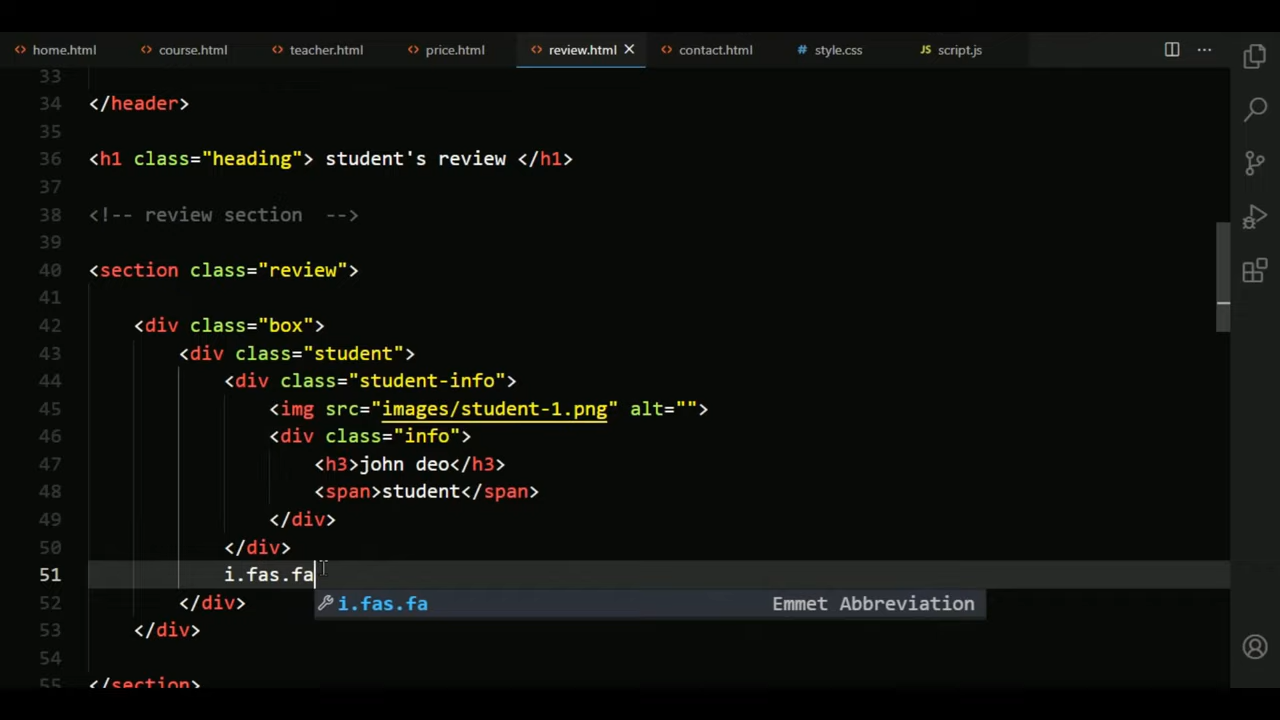 home.html course.html teacher.html price.html review.html contact.html # style.css JS script.js
33
34 </header>
35
36 <h1 class="heading"> student's review </h1>
37
38 <!-- review section  -->
39
40 <section class="review">
41
42     <div class="box">
43         <div class="student">
44             <div class="student-info">
45                 <img src="images/student-1.png" alt="">
46                 <div class="info">
47                     <h3>john deo</h3>
48                     <span>student</span>
49                 </div>
50             </div>
51             i.fas.fa
52         </div>
i.fas.fa Emmet Abbreviation
53     </div>
54
55 </section>